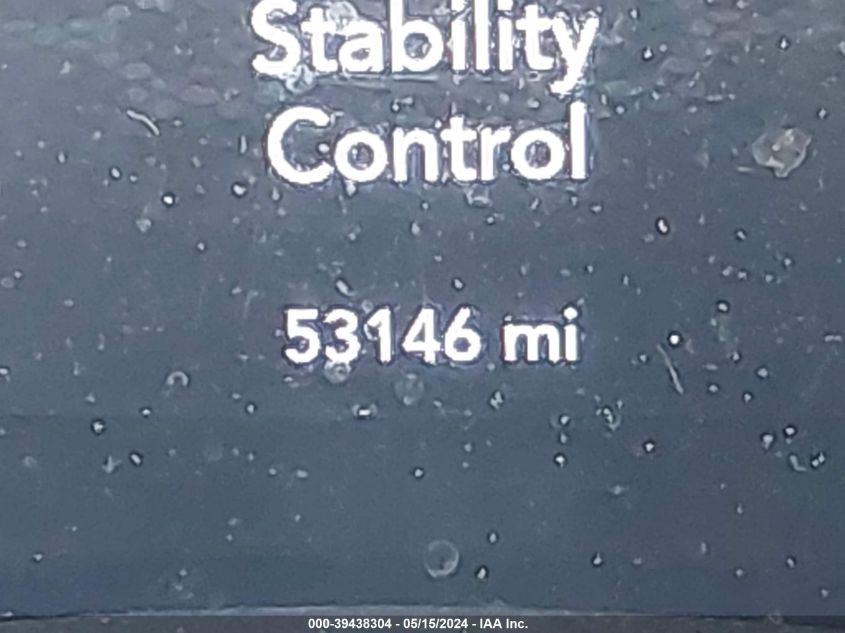 Stability
Control
53146 mi
000-39438304 - 05/15/2024 - IAA Inc.